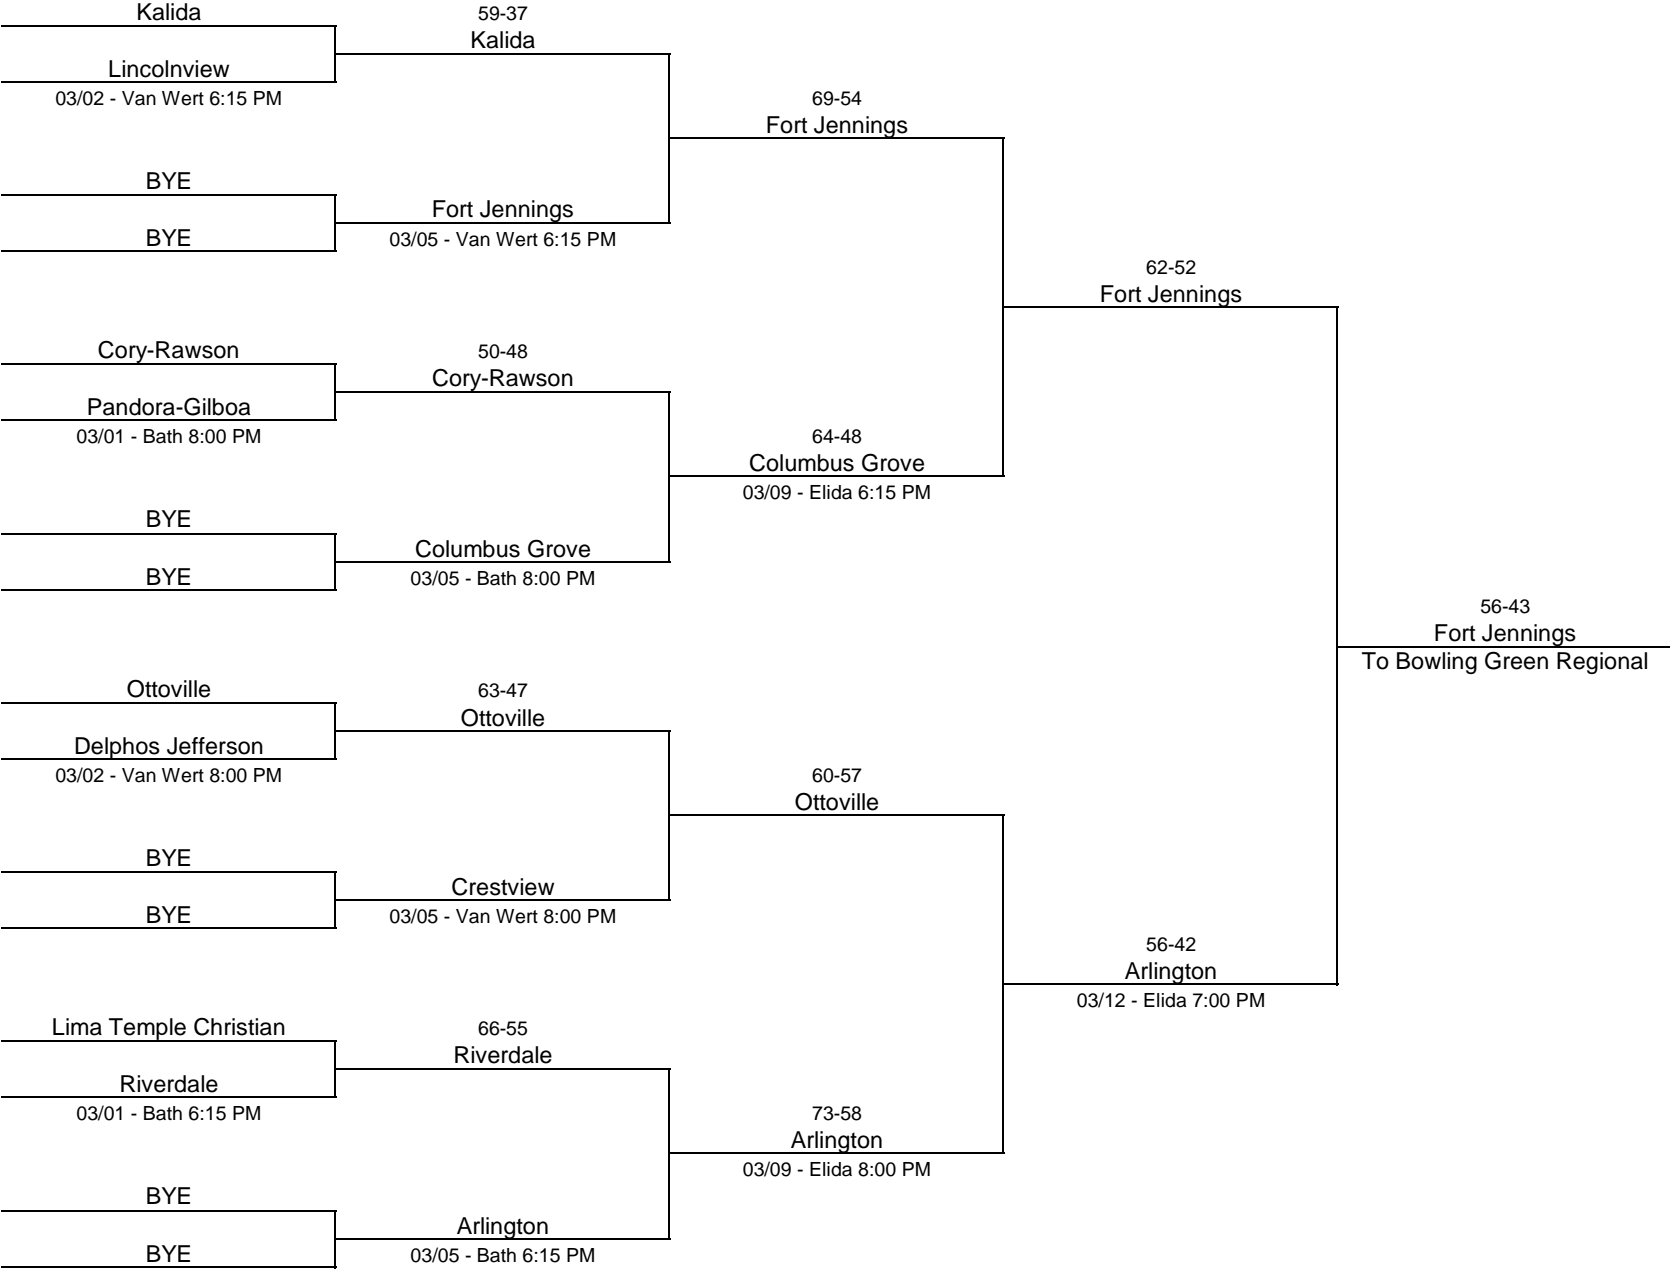 Kalida
59-37
Kalida
Lincolnview
03/02 - Van Wert 6:15 PM
69-54
Fort Jennings
BYE
Fort Jennings
BYE
03/05 - Van Wert 6:15 PM
62-52
Fort Jennings
Cory-Rawson
50-48
Cory-Rawson
Pandora-Gilboa
03/01 - Bath 8:00 PM
64-48
Columbus Grove
03/09 - Elida 6:15 PM
BYE
Columbus Grove
BYE
03/05 - Bath 8:00 PM
56-43
Fort Jennings
To Bowling Green Regional
Ottoville
63-47
Ottoville
Delphos Jefferson
03/02 - Van Wert 8:00 PM
60-57
Ottoville
BYE
Crestview
BYE
03/05 - Van Wert 8:00 PM
56-42
Arlington
03/12 - Elida 7:00 PM
Lima Temple Christian
66-55
Riverdale
Riverdale
03/01 - Bath 6:15 PM
73-58
Arlington
03/09 - Elida 8:00 PM
BYE
Arlington
BYE
03/05 - Bath 6:15 PM